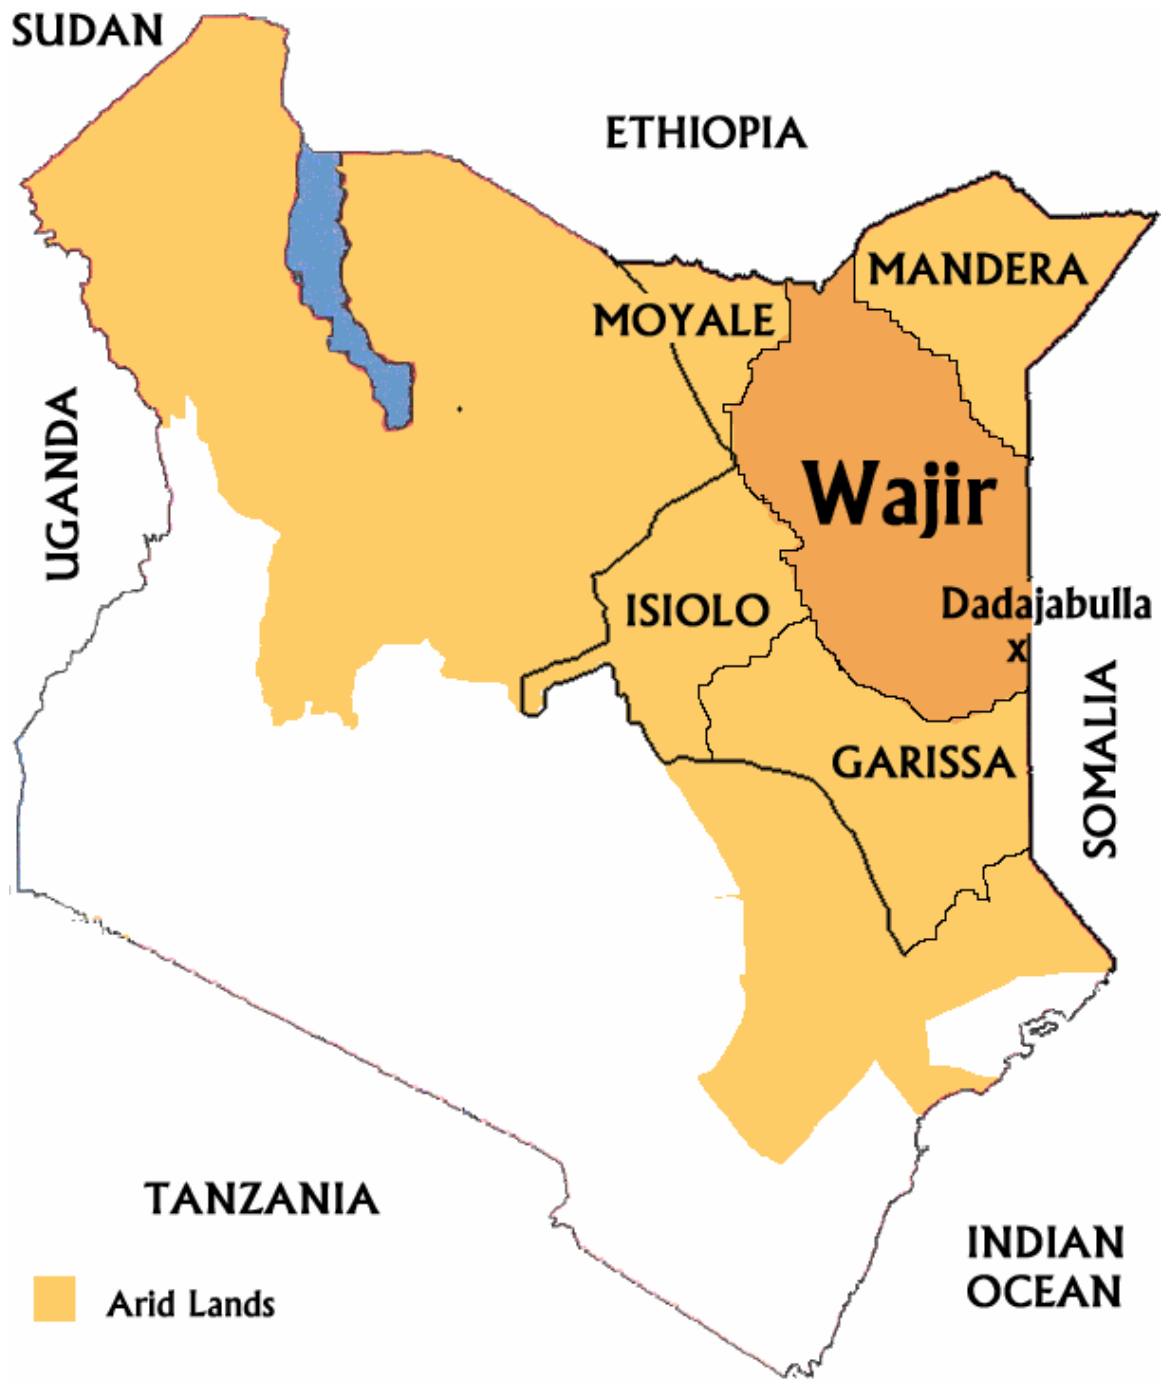 SUDAN
ETHIOPIA
MANDERA
MOYALE
UGANDA
Wajir
Dadajabulla
x
ISIOLO
SOMALIA
GARISSA
TANZANIA
INDIAN
OCEAN
Arid Lands